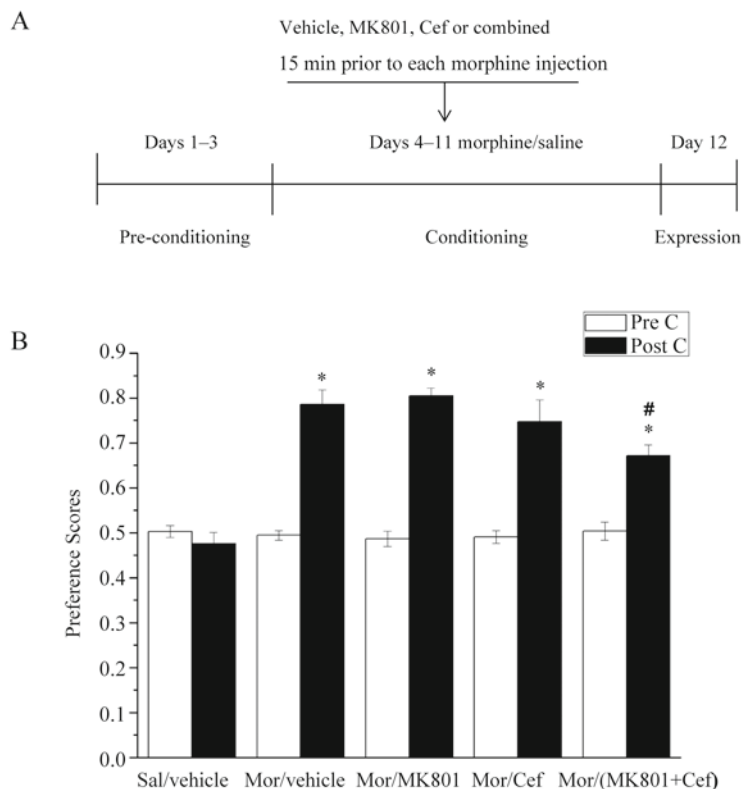 A
Vehicle, MK801, Cef or combined
15 min prior to each morphine injection
Days 1–3
Days 4–11 morphine/saline
Day 12
Pre-conditioning
Conditioning
Expression
B
Pre C
Post C
Preference Scores
0.9
0.8
0.7
0.6
0.5
0.4
0.3
0.2
0.1
0.0
*
*
*
#
*
Sal/vehicle
Mor/vehicle
Mor/MK801
Mor/Cef
Mor/(MK801+Cef)